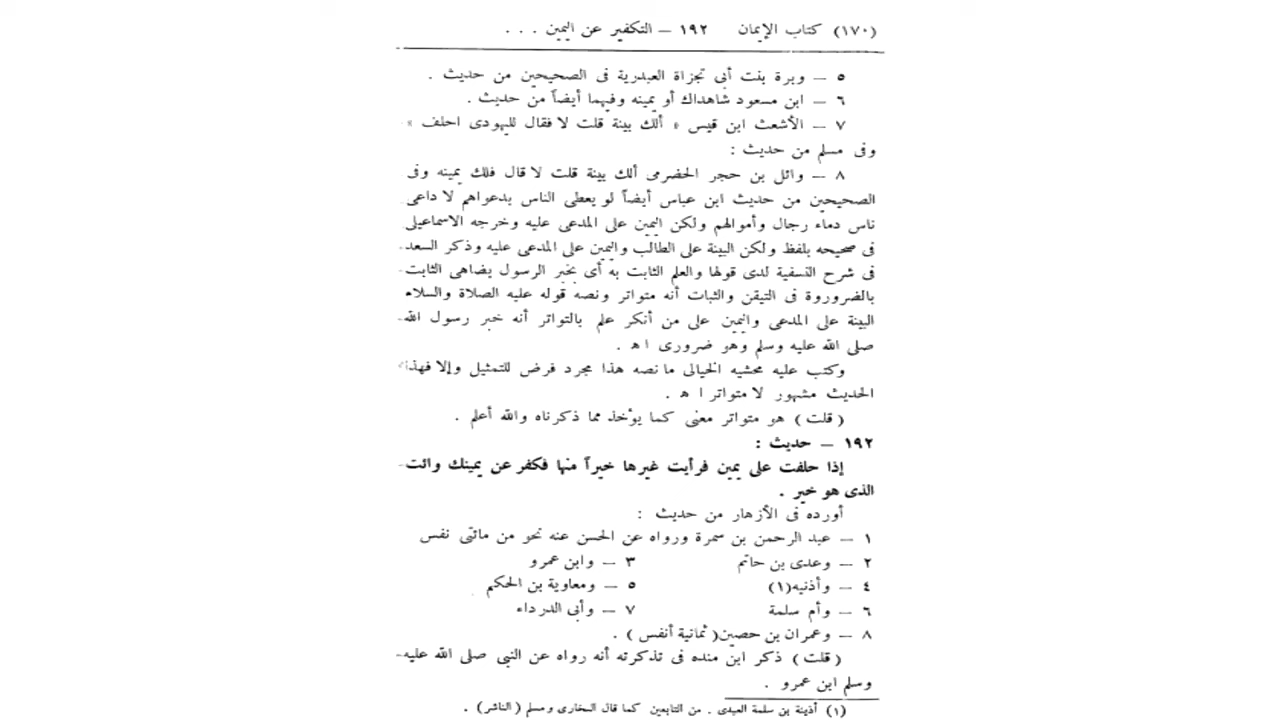 (١٧٠) كتاب الإيمان ١٩٢ — التكفير عن اليمين . . .
٥ — وبرة بنت أبى تجزاة العبدرية فى الصحيحين من حديث .
٦ — ابن مسعود شاهداك أو يمينه وفيهما أيضاً من حديث .
٧ — الأشعث ابن قيس « ألك بينة قلت لا فقال لليهودى احلف »
وفى مسلم من حديث :
٨ — وائل بن حجر الحضرمى ألك بينة قلت لا قال فلك يمينه وفى
الصحيحين من حديث ابن عباس أيضاً لو يعطى الناس بدعواهم لا داعى
ناس دماء رجال وأموالهم ولكن اليمين على المدعى عليه وخرجه الاسماعيلى
فى صحيحه بلفظ ولكن البينة على الطالب واليمين على المدعى عليه وذكر السعد
فى شرح النسفية لدى قولها والعلم الثابت به أى بخبر الرسول يضاهى الثابت
بالضروروة فى التيقن والثبات أنه متواتر ونصه قوله عليه الصلاة والسلاء
البينة على المدعى واليمين على من أنكر علم بالتواتر أنه خبر رسول الله
صلى الله عليه وسلم وهو ضرورى اه .
وكتب عليه محشيه الخيالى ما نصه هذا مجرد فرض للتمثيل وإلا فهذا
الحديث مشهور لا متواتر اه .
( قلت ) هو متواتر معنى كما يؤخذ مما ذكرناه والله أعلم .
١٩٢ — حديث :
إذا حلفت على يمين فرأيت غيرها خيراً منها فكفر عن يمينك وائت
الذى هو خير .
أورده فى الأزهار من حديث :
١ — عبد الرحمن بن سمرة ورواه عن الحسن عنه نحو من مائتى نفس
٢ — وعدى بن حاتم ٣ — وابن عمرو
٤ — وأذنيه(١) ٥ — ومعاوية بن الحكم
٦ — وأم سلمة ٧ — وأبى الدرداء
٨ — وعمران بن حصين ( ثمانية أنفس ) .
( قلت ) ذكر ابن منده فى تذكرته أنه رواه عن النبى صلى الله عليه
وسلم ابن عمرو .
(١) أذينة بن سلمة العبدى . من التابعين كما قال البخارى ومسلم ( الناشر ) .